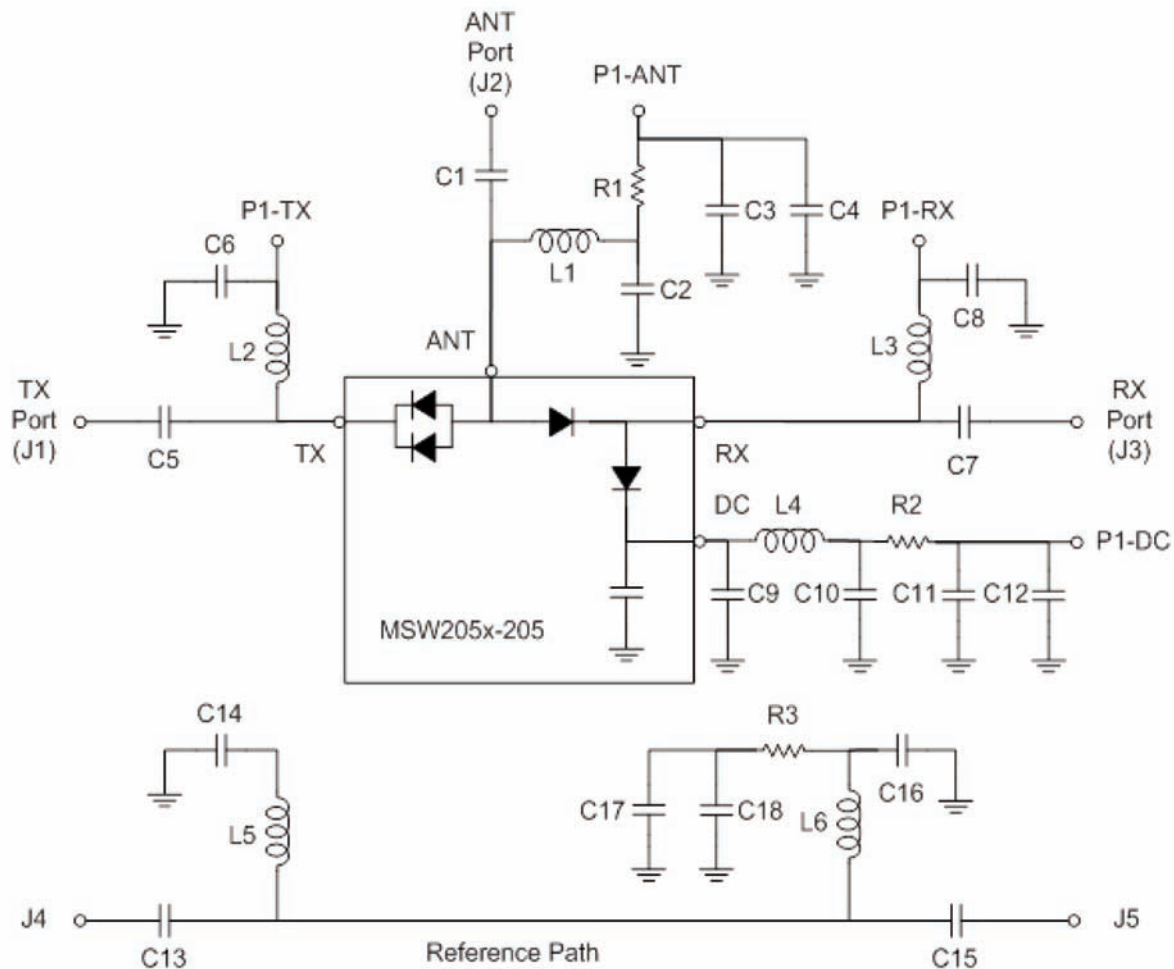 ANT
Port
(J2)
P1-ANT
C1
R1
C3
C4
P1-TX
P1-RX
C6
L1
C2
C8
L2
ANT
L3
TX
Port
(J1)
RX
Port
(J3)
C5
TX
RX
C7
DC
L4
R2
P1-DC
C9
C10
C11
C12
MSW205x-205
C14
R3
C17
C18
L6
C16
L5
J4
J5
C13
Reference Path
C15